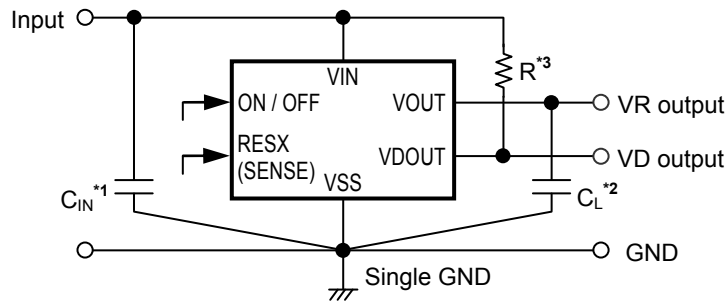 Input
VIN
R*3
ON / OFF
VOUT
VR output
RESX
(SENSE)
VDOUT
VD output
VSS
CIN*1
CL*2
GND
Single GND